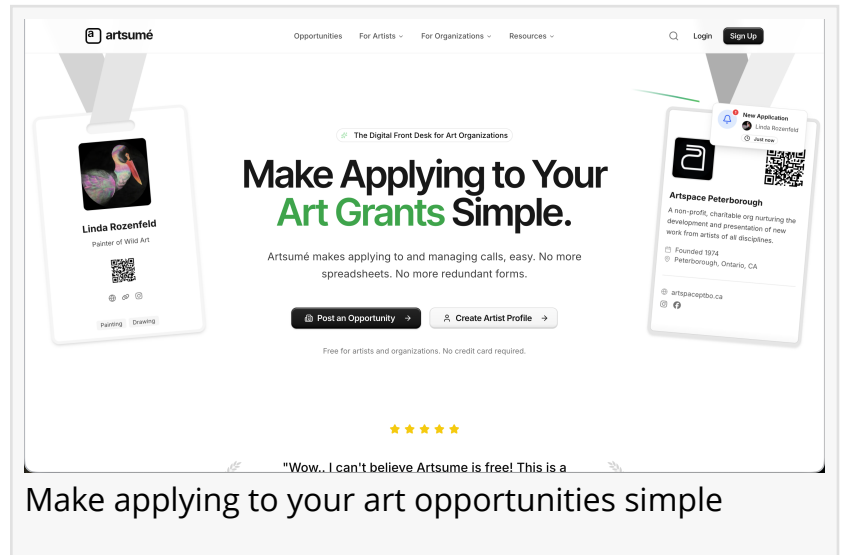 artsumé
Opportunities For Artists For Organizations Resources
Login Sign Up
The Digital Front Desk for Art Organizations
Make Applying to Your
Art Grants Simple.
Artsumé makes applying to and managing calls, easy. No more
spreadsheets. No more redundant forms.
Post an Opportunity
Create Artist Profile
Free for artists and organizations. No credit card required.
Linda Rozenfeld
Painter of Wild Art
Painting Drawing
New Application
Linda Rozenfeld
Just now
Artspace Peterborough
A non-profit, charitable org nurturing the
development and presentation of new
work from artists of all disciplines.
Founded 1974
Peterborough, Ontario, CA
artspaceptbo.ca
"Wow.. I can't believe Artsume is free! This is a
Make applying to your art opportunities simple